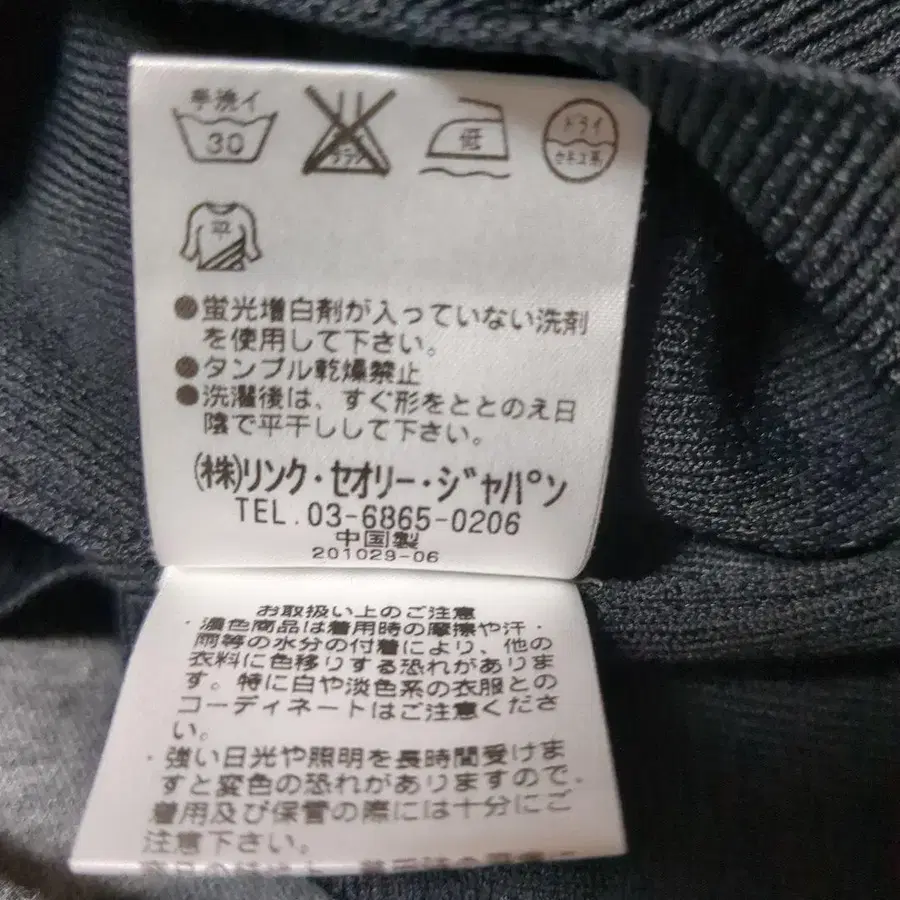 手洗イ
30
低
ドライ
セキユ系
平
●蛍光増白剤が入っていない洗剤
を使用して下さい。
●タンブル乾燥禁止
●洗濯後は、すぐ形をととのえ日
陰で平干しして下さい。
(株)リンク・セオリー・ジャパン
TEL. 03-6865-0206
中国製
201029-06
お取扱い上のご注意
・濃色商品は着用時の摩擦や汗・
雨等の水分の付着により、他の
衣料に色移りする恐れがありま
す。特に白や淡色系の衣服との
コーディネートはご注意くださ
い。
・強い日光や照明を長時間受けま
すと変色の恐れがありますので、
着用及び保管の際には十分にご
注意下さい。